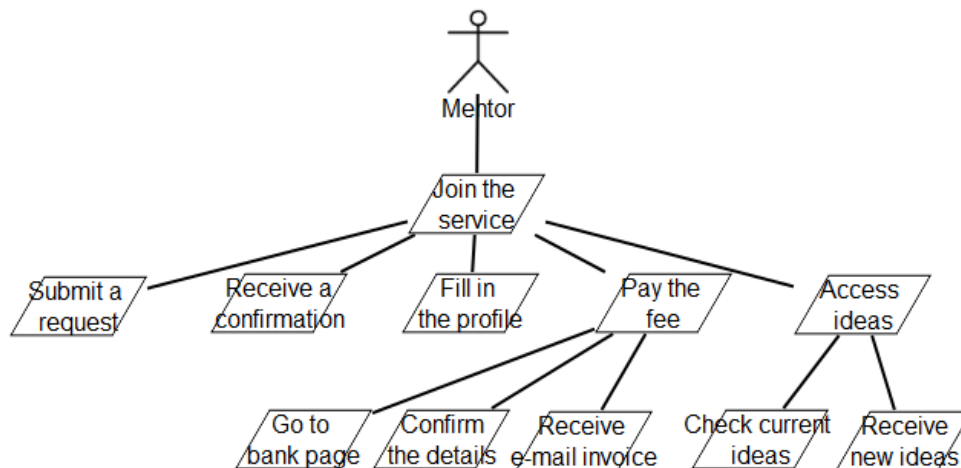 Mentor
Join the
service
Submit a
request
Receive a
confirmation
Fill in
the profile
Pay the
fee
Access
ideas
Go to
bank page
Confirm
the details
Receive
e-mail invoice
Check current
ideas
Receive
new ideas